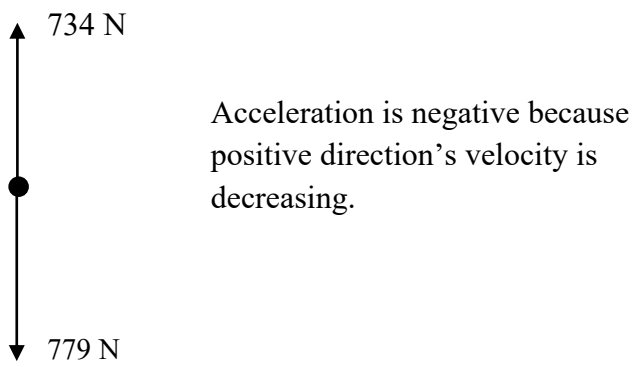 734 N
Acceleration is negative because
positive direction’s velocity is
decreasing.
779 N